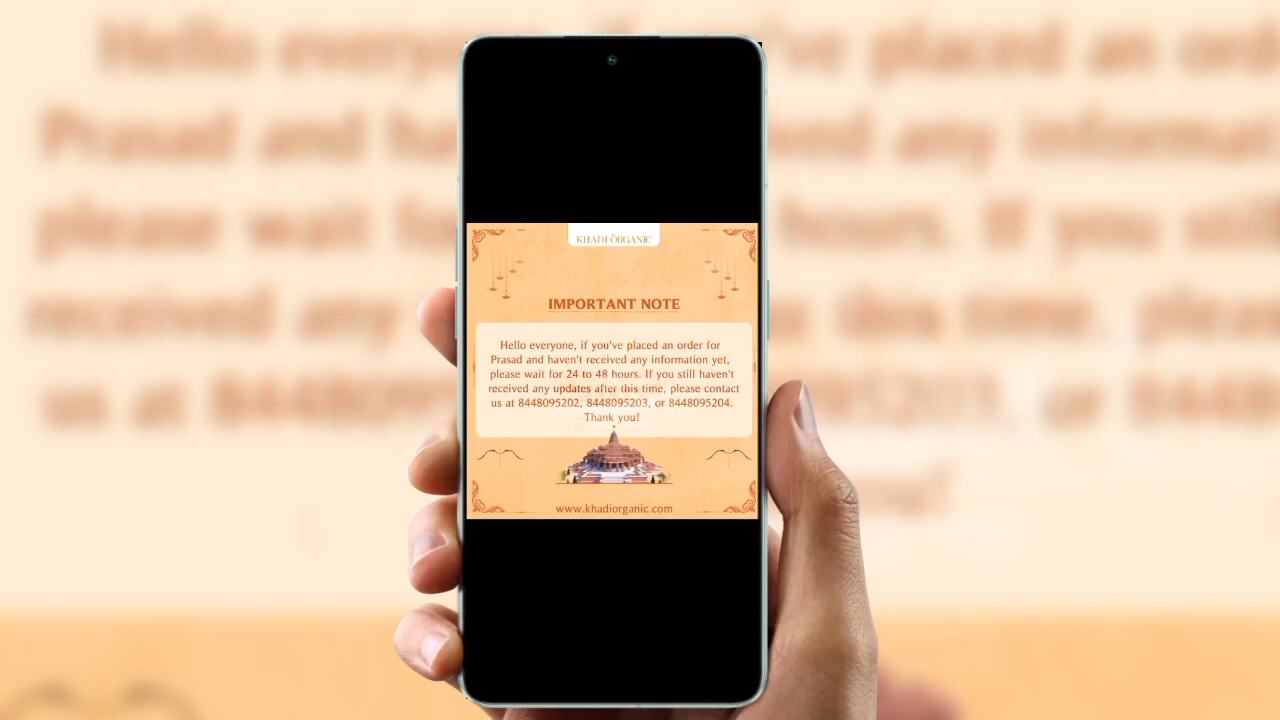 KHADI ORGANIC
IMPORTANT NOTE
Hello everyone, if you've placed an order for
Prasad and haven't received any information yet,
please wait for 24 to 48 hours. If you still haven't
received any updates after this time, please contact
us at 8448095202, 8448095203, or 8448095204.
Thank you!
www.khadiorganic.com